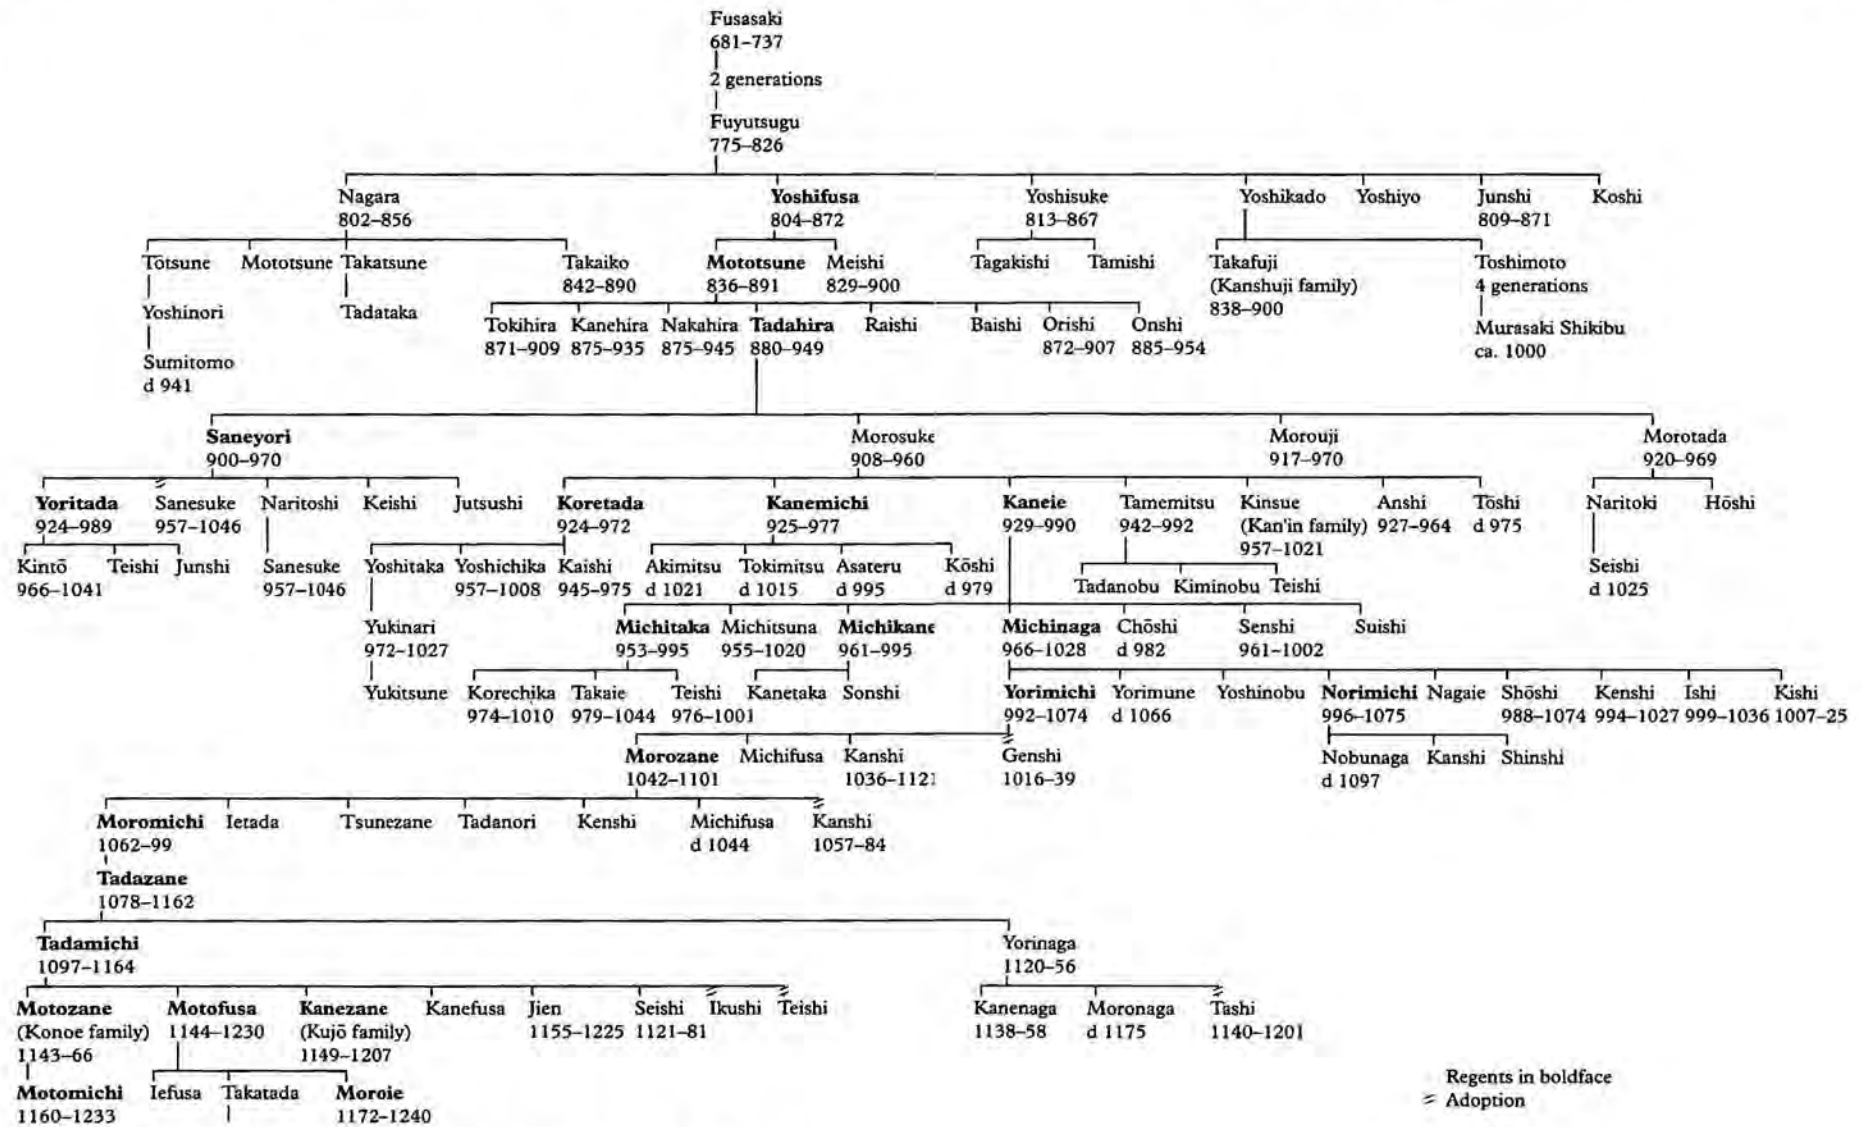 Fusasaki
681–737
2 generations
Fuyutsugu
775–826
Nagara Yoshifusa Yoshisuke Yoshikado Yoshiyo Junshi Koshi
802–856 804–872 813–867 809–871
Tōtsune Mototsune Takatsune Takaiko Mototsune Meishi Tagakishi Tamishi Takafuji Toshimoto
842–890 836–891 829–900 (Kanshuji family) 4 generations
Yoshinori Tadataka 838–900
Tokihira Kanehira Nakahira Tadahira Raishi Baishi Orishi Onshi Murasaki Shikibu
871–909 875–935 875–945 880–949 872–907 885–954 ca. 1000
Sumitomo
d 941
Saneyori Morosuke Morouji Morotada
900–970 908–960 917–970 920–969
Yoritada Sanesuke Naritoshi Keishi Jutsushi Koretada Kanemichi Kaneie Tamemitsu Kinsue Anshi Tōshi Naritoki Hōshi
924–989 957–1046 924–972 925–977 929–990 942–992 (Kan'in family) 927–964 d 975
957–1021
Kintō Teishi Junshi Sanesuke Yoshitaka Yoshichika Kaishi Akimitsu Tokimitsu Asateru Kōshi Seishi
966–1041 957–1046 957–1008 945–975 d 1021 d 1015 d 995 d 979 Tadanobu Kiminobu Teishi d 1025
Yukinari Michitaka Michitsuna Michikane Michinaga Chōshi Senshi Suishi
972–1027 953–995 955–1020 961–995 966–1028 d 982 961–1002
Yukitsune Korechika Takaie Teishi Kanetaka Sonshi Yorimichi Yorimune Yoshinobu Norimichi Nagaie Shōshi Kenshi Ishi Kishi
974–1010 979–1044 976–1001 992–1074 d 1066 996–1075 988–1074 994–1027 999–1036 1007–25
Morozane Michifusa Kanshi Genshi Nobunaga Kanshi Shinshi
1042–1101 1036–1121 1016–39 d 1097
Moromichi Ietada Tsunezane Tadanori Kenshi Michifusa Kanshi
1062–99 d 1044 1057–84
Tadazane
1078–1162
Tadamichi Yorinaga
1097–1164 1120–56
Motozane Motofusa Kanezane Kanefusa Jien Seishi Ikushi Teishi Kanenaga Moronaga Tashi
(Konoe family) 1144–1230 (Kujō family) 1155–1225 1121–81 1138–58 d 1175 1140–1201
1143–66 1149–1207
Motomichi Iefusa Takatada Moroie
1160–1233 1172–1240
Regents in boldface
Adoption